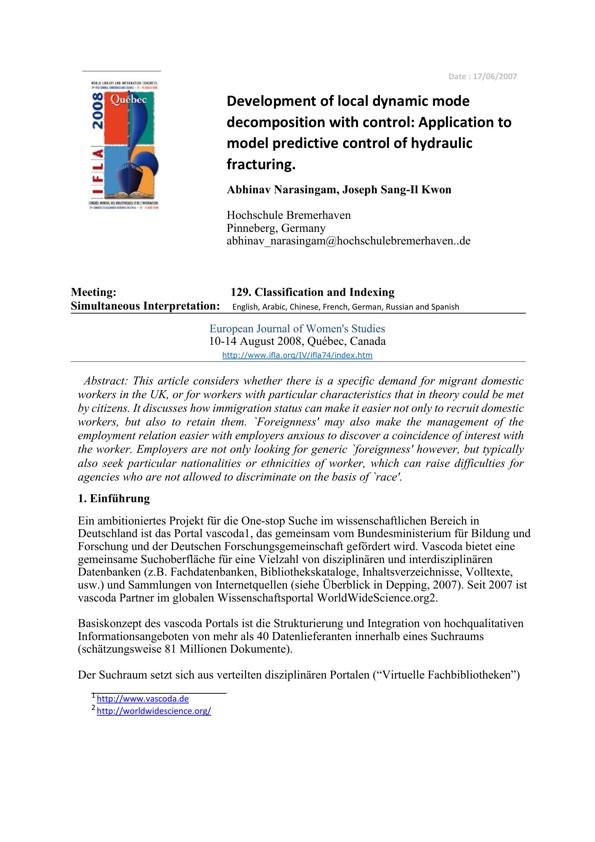 Date : 17/06/2007
WORLD LIBRARY AND INFORMATION CONGRESS:
2008
Québec
IFLA
Development of local dynamic mode
decomposition with control: Application to
model predictive control of hydraulic
fracturing.
Abhinav Narasingam, Joseph Sang-Il Kwon
Hochschule Bremerhaven
Pinneberg, Germany
abhinav_narasingam@hochschulebremerhaven..de
Meeting: 129. Classification and Indexing
Simultaneous Interpretation: English, Arabic, Chinese, French, German, Russian and Spanish
European Journal of Women's Studies
10-14 August 2008, Québec, Canada
http://www.ifla.org/IV/ifla74/index.htm
Abstract: This article considers whether there is a specific demand for migrant domestic
workers in the UK, or for workers with particular characteristics that in theory could be met
by citizens. It discusses how immigration status can make it easier not only to recruit domestic
workers, but also to retain them. `Foreignness' may also make the management of the
employment relation easier with employers anxious to discover a coincidence of interest with
the worker. Employers are not only looking for generic `foreignness' however, but typically
also seek particular nationalities or ethnicities of worker, which can raise difficulties for
agencies who are not allowed to discriminate on the basis of `race'.
1. Einführung
Ein ambitioniertes Projekt für die One-stop Suche im wissenschaftlichen Bereich in
Deutschland ist das Portal vascoda1, das gemeinsam vom Bundesministerium für Bildung und
Forschung und der Deutschen Forschungsgemeinschaft gefördert wird. Vascoda bietet eine
gemeinsame Suchoberfläche für eine Vielzahl von disziplinären und interdisziplinären
Datenbanken (z.B. Fachdatenbanken, Bibliothekskataloge, Inhaltsverzeichnisse, Volltexte,
usw.) und Sammlungen von Internetquellen (siehe Überblick in Depping, 2007). Seit 2007 ist
vascoda Partner im globalen Wissenschaftsportal WorldWideScience.org2.
Basiskonzept des vascoda Portals ist die Strukturierung und Integration von hochqualitativen
Informationsangeboten von mehr als 40 Datenlieferanten innerhalb eines Suchraums
(schätzungsweise 81 Millionen Dokumente).
Der Suchraum setzt sich aus verteilten disziplinären Portalen (“Virtuelle Fachbibliotheken”)
1 http://www.vascoda.de
2 http://worldwidescience.org/